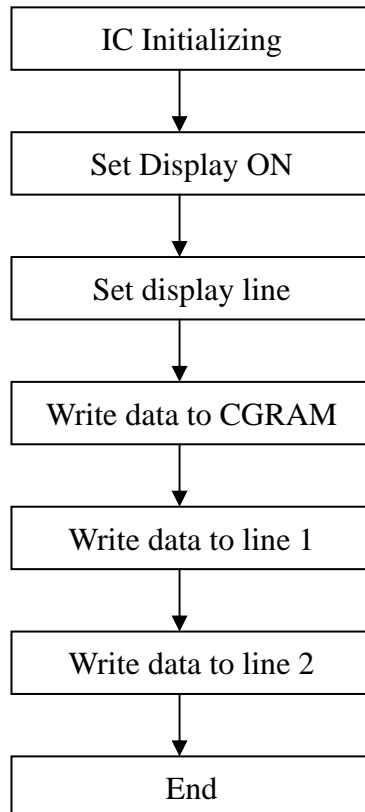 IC Initializing
Set Display ON
Set display line
Write data to CGRAM
Write data to line 1
Write data to line 2
End